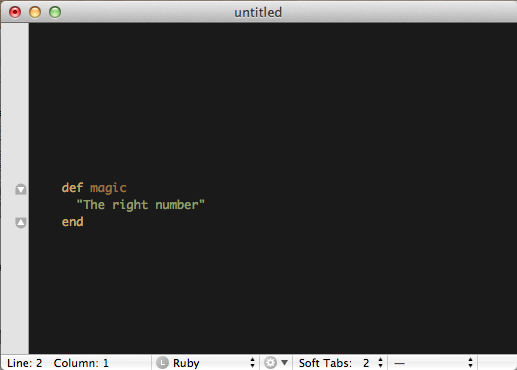 untitled
def magic
"The right number"
end
Line: 2 Column: 1 L Ruby Soft Tabs: 2 —